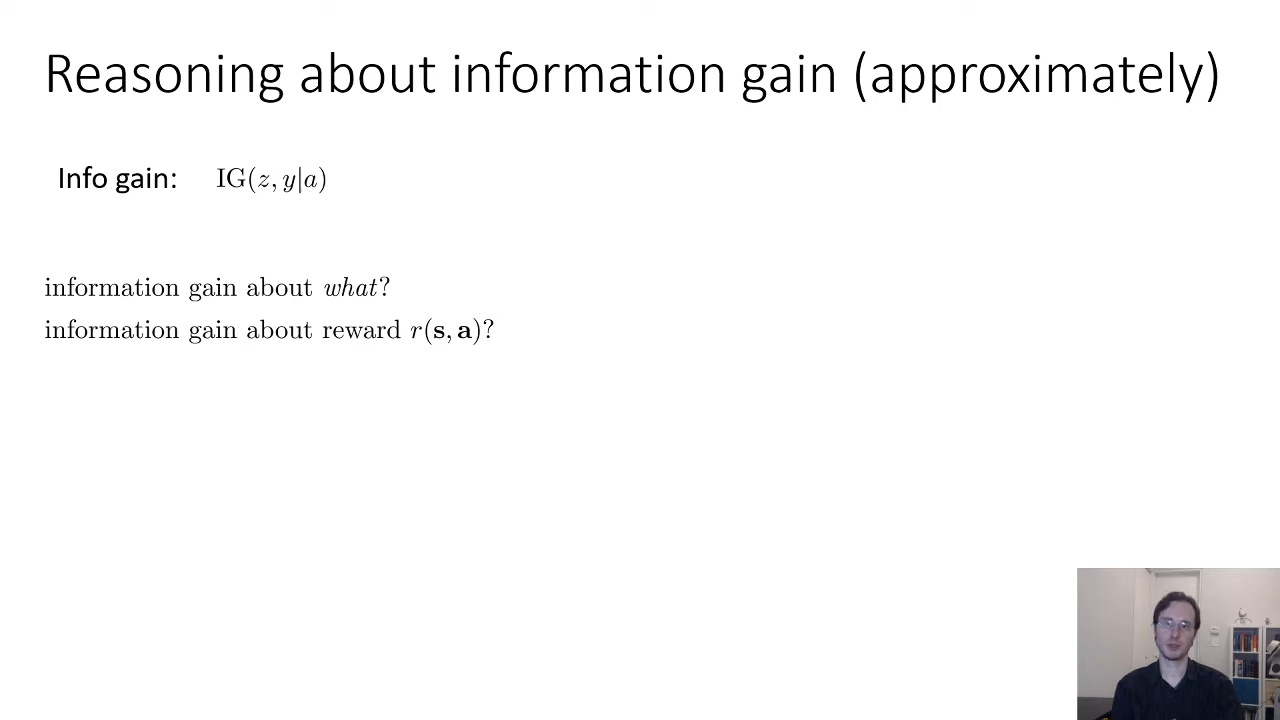 Reasoning about information gain (approximately)
Info gain: IG(z, y|a)
information gain about what?
information gain about reward r(s, a)?